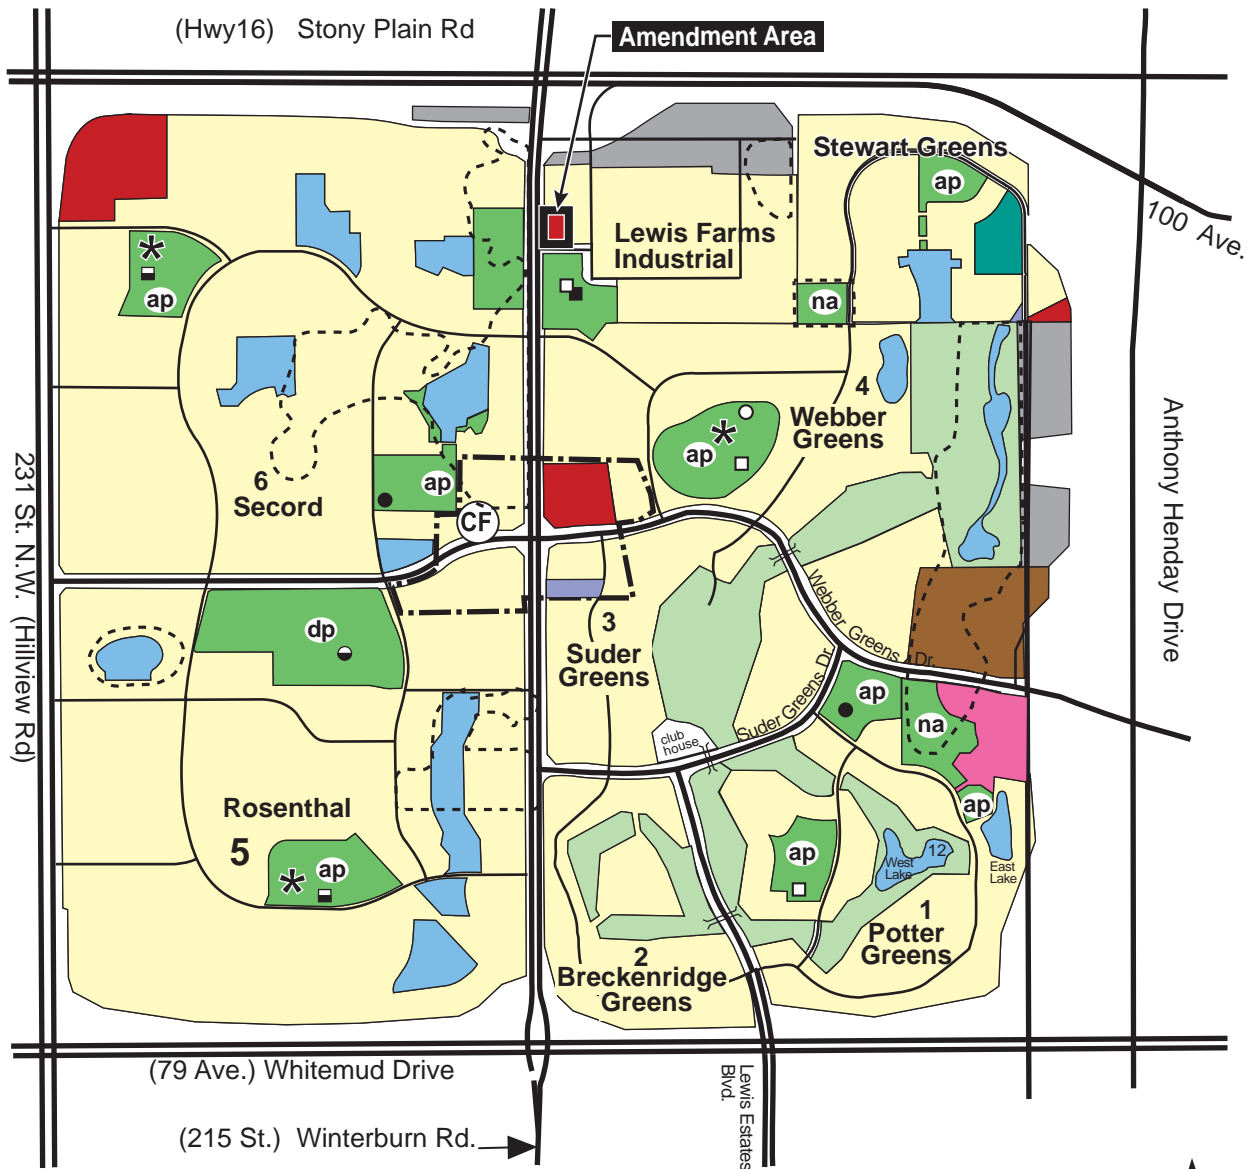 (Hwy16) Stony Plain Rd
Amendment Area
Stewart Greens
ap
100 Ave.
Lewis Farms
Industrial
ap
na
4
Webber
Greens
ap
6
Secord
ap
CF
231 St. N.W. (Hillview Rd)
Anthony Henday Drive
Webber Greens Dr.
dp
3
Suder
Greens
Suder Greens Dr.
ap
na
club
house
Rosenthal
5
ap
ap
ap
West
Lake
12
East
Lake
1
Potter
Greens
2
Breckenridge
Greens
(79 Ave.) Whitemud Drive
Lewis Estates
Blvd.
(215 St.) Winterburn Rd.